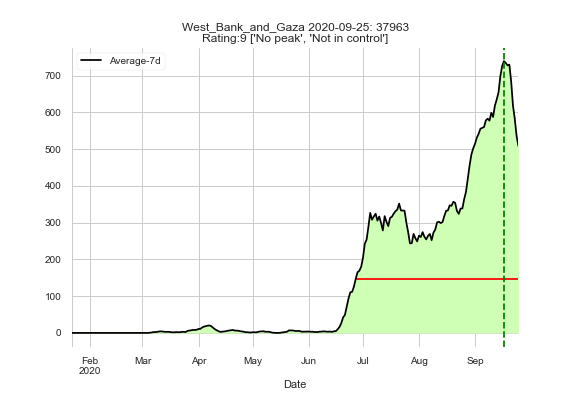 West_Bank_and_Gaza 2020-09-25: 37963
Rating:9 ['No peak', 'Not in control']
Average-7d
700
600
500
400
300
200
100
0
Feb Mar Apr May Jun Jul Aug Sep
2020
Date